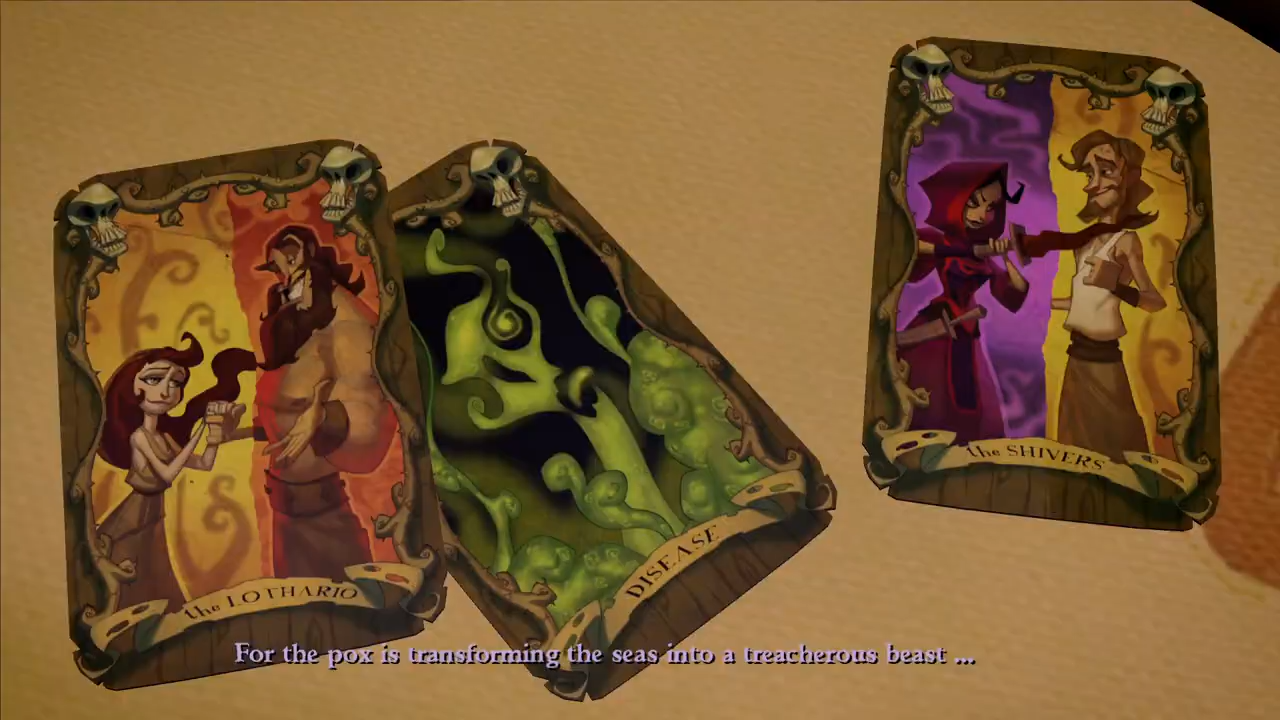 the SHIVERS
the LOTHARIO
DISEASE
For the pox is transforming the seas into a treacherous beast ...